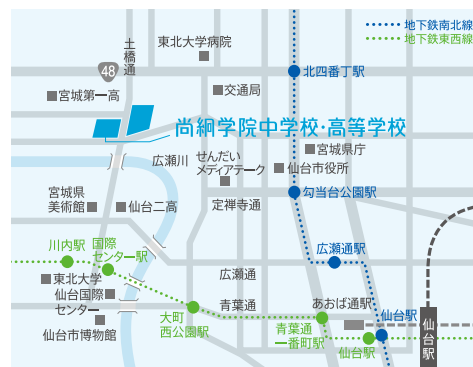 地下鉄南北線
地下鉄東西線
土橋通
東北大学病院
48
北四番丁駅
宮城第一高
交通局
尚絅学院中学校・高等学校
広瀬川
せんだい
メディアテーク
宮城県庁
仙台市役所
宮城県
美術館
仙台二高
定禅寺通
勾当台公園駅
川内駅
国際
センター駅
広瀬通駅
東北大学
広瀬通
仙台国際
センター
青葉通
あおば通駅
仙台駅
仙台市博物館
大町
西公園駅
青葉通
一番町駅
仙台駅
仙台駅